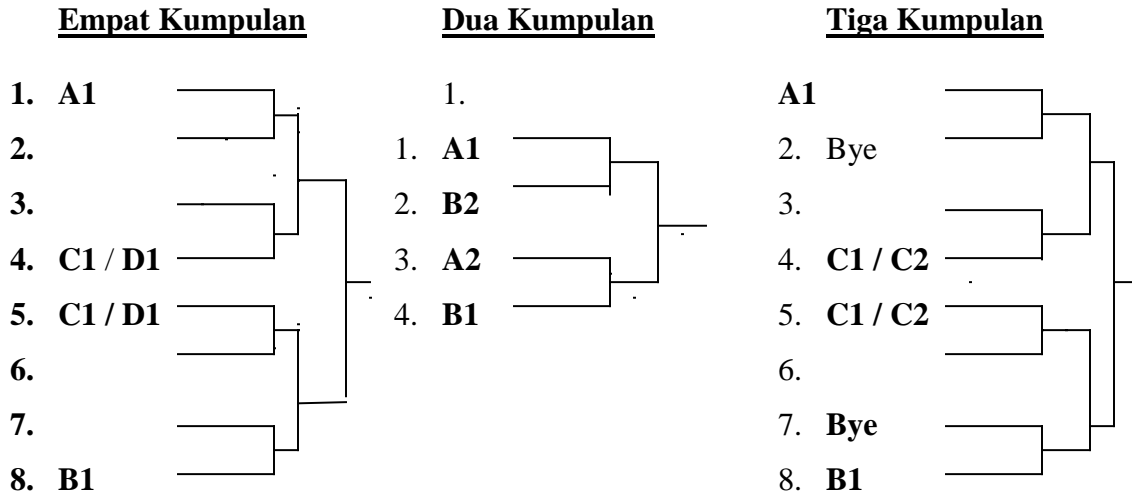 Empat Kumpulan
1. A1
2.
3.
4. C1 / D1
5. C1 / D1
6.
7.
8. B1
Dua Kumpulan
1.
1. A1
2. B2
3. A2
4. B1
Tiga Kumpulan
A1
2. Bye
3.
4. C1 / C2
5. C1 / C2
6.
7. Bye
8. B1